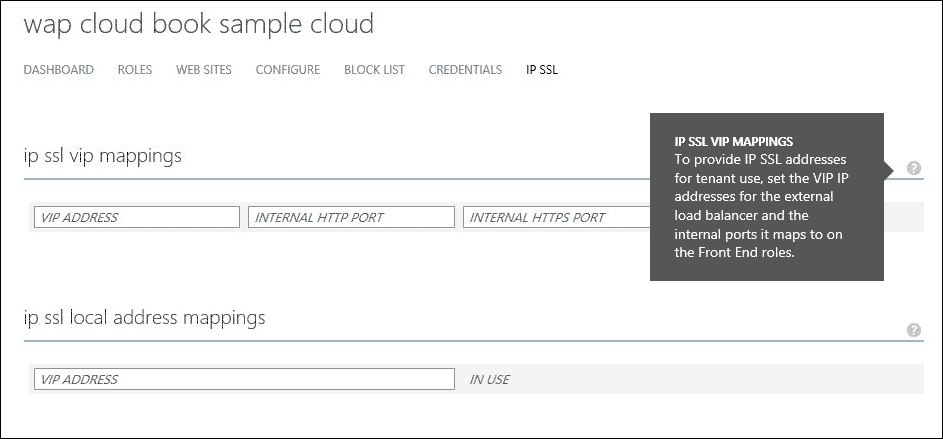 wap cloud book sample cloud
DASHBOARD ROLES WEB SITES CONFIGURE BLOCK LIST CREDENTIALS IP SSL
ip ssl vip mappings
?
VIP ADDRESS INTERNAL HTTP PORT INTERNAL HTTPS PORT
IP SSL VIP MAPPINGS
To provide IP SSL addresses
for tenant use, set the VIP IP
addresses for the external
load balancer and the
internal ports it maps to on
the Front End roles.
ip ssl local address mappings
?
VIP ADDRESS IN USE